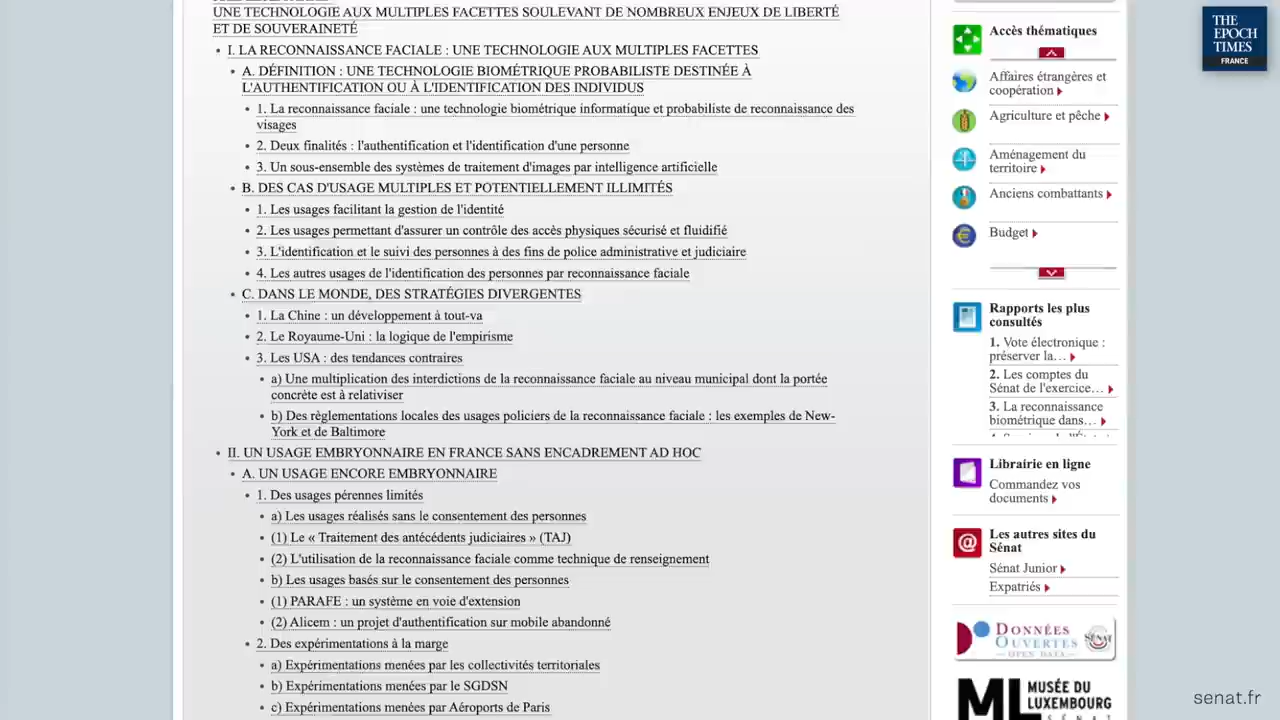 UNE TECHNOLOGIE AUX MULTIPLES FACETTES SOULEVANT DE NOMBREUX ENJEUX DE LIBERTÉ
ET DE SOUVERAINETÉ
I. LA RECONNAISSANCE FACIALE : UNE TECHNOLOGIE AUX MULTIPLES FACETTES
A. DÉFINITION : UNE TECHNOLOGIE BIOMÉTRIQUE PROBABILISTE DESTINÉE À
L'AUTHENTIFICATION OU À L'IDENTIFICATION DES INDIVIDUS
1. La reconnaissance faciale : une technologie biométrique informatique et probabiliste de reconnaissance des
visages
2. Deux finalités : l'authentification et l'identification d'une personne
3. Un sous-ensemble des systèmes de traitement d'images par intelligence artificielle
B. DES CAS D'USAGE MULTIPLES ET POTENTIELLEMENT ILLIMITÉS
1. Les usages facilitant la gestion de l'identité
2. Les usages permettant d'assurer un contrôle des accès physiques sécurisé et fluidifié
3. L'identification et le suivi des personnes à des fins de police administrative et judiciaire
4. Les autres usages de l'identification des personnes par reconnaissance faciale
C. DANS LE MONDE, DES STRATÉGIES DIVERGENTES
1. La Chine : un développement à tout-va
2. Le Royaume-Uni : la logique de l'empirisme
3. Les USA : des tendances contraires
a) Une multiplication des interdictions de la reconnaissance faciale au niveau municipal dont la portée
concrète est à relativiser
b) Des règlementations locales des usages policiers de la reconnaissance faciale : les exemples de New-
York et de Baltimore
II. UN USAGE EMBRYONNAIRE EN FRANCE SANS ENCADREMENT AD HOC
A. UN USAGE ENCORE EMBRYONNAIRE
1. Des usages pérennes limités
a) Les usages réalisés sans le consentement des personnes
(1) Le « Traitement des antécédents judiciaires » (TAJ)
(2) L'utilisation de la reconnaissance faciale comme technique de renseignement
b) Les usages basés sur le consentement des personnes
(1) PARAFE : un système en voie d'extension
(2) Alicem : un projet d'authentification sur mobile abandonné
2. Des expérimentations à la marge
a) Expérimentations menées par les collectivités territoriales
b) Expérimentations menées par le SGDSN
c) Expérimentations menées par Aéroports de Paris
Accès thématiques
Affaires étrangères et
coopération
Agriculture et pêche
Aménagement du
territoire
Anciens combattants
Budget
Rapports les plus
consultés
1. Vote électronique :
préserver la…
2. Les comptes du
Sénat de l'exercice…
3. La reconnaissance
biométrique dans…
Librairie en ligne
Commandez vos
documents
@
Les autres sites du
Sénat
Sénat Junior
Expatriés
DONNÉES
OUVERTES
OPEN DATA
SÉNAT
ML
MUSÉE DU
LUXEMBOURG
SÉNAT
THE
EPOCH
TIMES
FRANCE
senat.fr